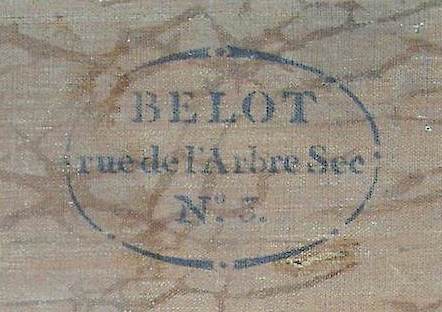 BELOT
rue de l'Arbre Sec
N.º 3.